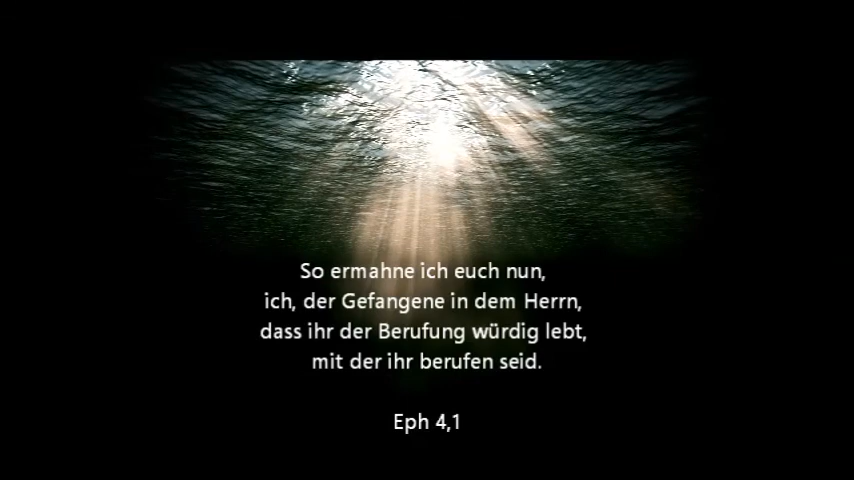 So ermahne ich euch nun,
ich, der Gefangene in dem Herrn,
dass ihr der Berufung würdig lebt,
mit der ihr berufen seid.
Eph 4,1